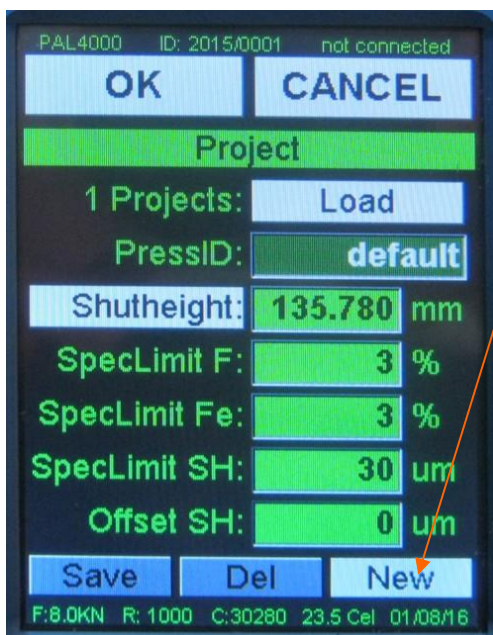 PAL4000 ID: 2015/0001 not connected
OK CANCEL
Project
1 Projects: Load
PressID: default
Shutheight: 135.780 mm
SpecLimit F: 3 %
SpecLimit Fe: 3 %
SpecLimit SH: 30 um
Offset SH: 0 um
Save Del New
F:8.0KN R: 1000 C:30280 23.5 Cel 01/08/16